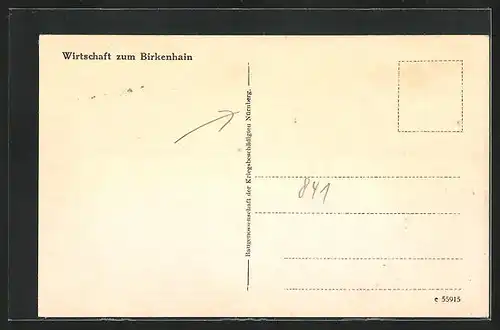 Wirtschaft zum Birkenhain
Baugenossenschaft der Kriegsbeschädigten Nürnberg.
841
e 55915